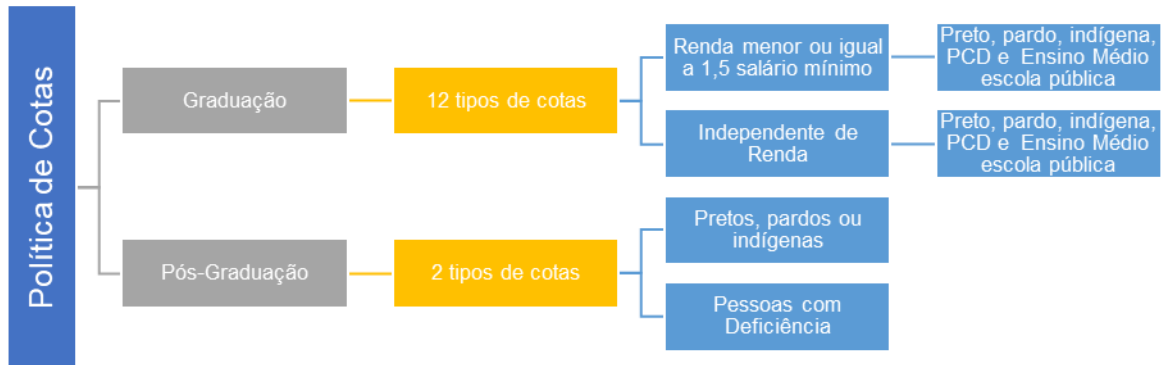 Política de Cotas
Graduação
12 tipos de cotas
Renda menor ou igual
a 1,5 salário mínimo
Preto, pardo, indígena,
PCD e Ensino Médio
escola pública
Independente de
Renda
Preto, pardo, indígena,
PCD e Ensino Médio
escola pública
Pós-Graduação
2 tipos de cotas
Pretos, pardos ou
indígenas
Pessoas com
Deficiência